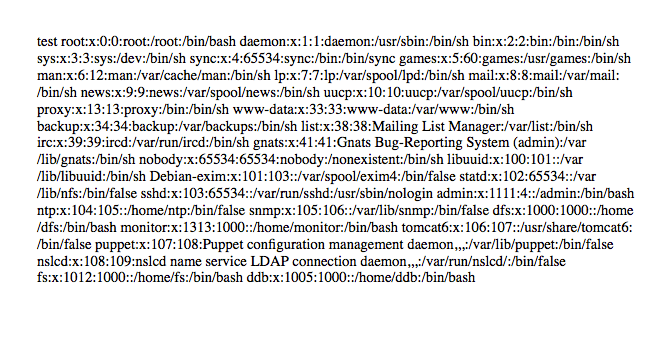 test root:x:0:0:root:/root:/bin/bash daemon:x:1:1:daemon:/usr/sbin:/bin/sh bin:x:2:2:bin:/bin:/bin/sh
sys:x:3:3:sys:/dev:/bin/sh sync:x:4:65534:sync:/bin:/bin/sync games:x:5:60:games:/usr/games:/bin/sh
man:x:6:12:man:/var/cache/man:/bin/sh lp:x:7:7:lp:/var/spool/lpd:/bin/sh mail:x:8:8:mail:/var/mail:
/bin/sh news:x:9:9:news:/var/spool/news:/bin/sh uucp:x:10:10:uucp:/var/spool/uucp:/bin/sh
proxy:x:13:13:proxy:/bin:/bin/sh www-data:x:33:33:www-data:/var/www:/bin/sh
backup:x:34:34:backup:/var/backups:/bin/sh list:x:38:38:Mailing List Manager:/var/list:/bin/sh
irc:x:39:39:ircd:/var/run/ircd:/bin/sh gnats:x:41:41:Gnats Bug-Reporting System (admin):/var
/lib/gnats:/bin/sh nobody:x:65534:65534:nobody:/nonexistent:/bin/sh libuuid:x:100:101::/var
/lib/libuuid:/bin/sh Debian-exim:x:101:103::/var/spool/exim4:/bin/false statd:x:102:65534::/var
/lib/nfs:/bin/false sshd:x:103:65534::/var/run/sshd:/usr/sbin/nologin admin:x:1111:4::/admin:/bin/bash
ntp:x:104:105::/home/ntp:/bin/false snmp:x:105:106::/var/lib/snmp:/bin/false dfs:x:1000:1000::/home
/dfs:/bin/bash monitor:x:1313:1000::/home/monitor:/bin/bash tomcat6:x:106:107::/usr/share/tomcat6:
/bin/false puppet:x:107:108:Puppet configuration management daemon,,,:/var/lib/puppet:/bin/false
nslcd:x:108:109:nslcd name service LDAP connection daemon,,,:/var/run/nslcd/:/bin/false
fs:x:1012:1000::/home/fs:/bin/bash ddb:x:1005:1000::/home/ddb:/bin/bash